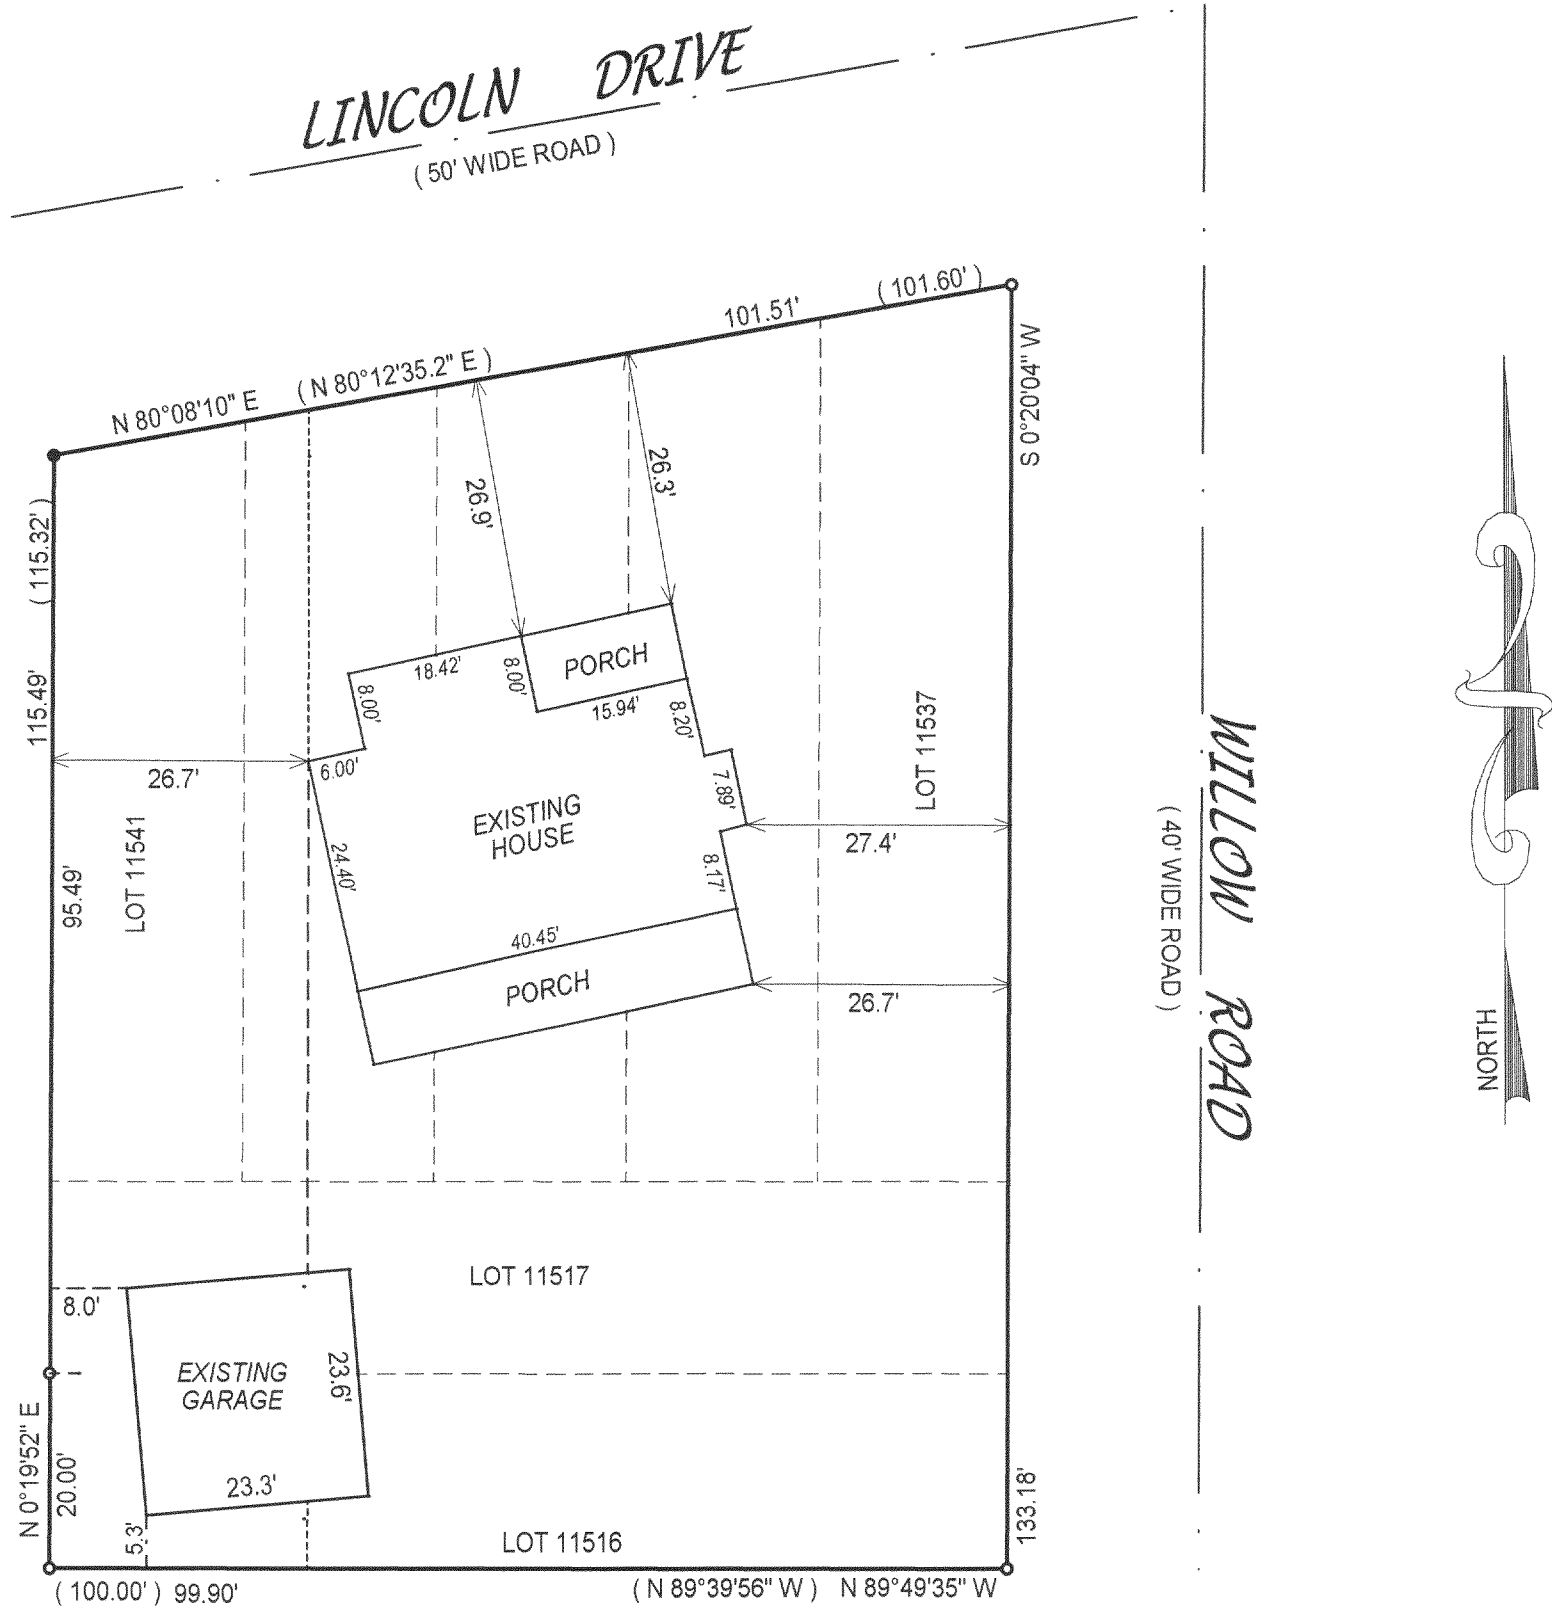 LINCOLN DRIVE
( 50' WIDE ROAD )
N 80°08'10" E
( N 80°12'35.2" E )
101.51'
( 101.60' )
S 0°20'04" W
( 115.32' )
115.49'
26.9'
26.3'
18.42'
8.00'
PORCH
8.00'
15.94'
8.20'
26.7'
6.00'
7.89'
EXISTING
HOUSE
27.4'
LOT 11537
LOT 11541
95.49'
24.40'
8.17'
40.45'
PORCH
26.7'
WILLOW ROAD
( 40' WIDE ROAD )
NORTH
LOT 11517
8.0'
EXISTING
GARAGE
23.6'
23.3'
N 0°19'52" E
20.00'
5.3'
LOT 11516
133.18'
( 100.00' ) 99.90'
( N 89°39'56" W ) N 89°49'35" W